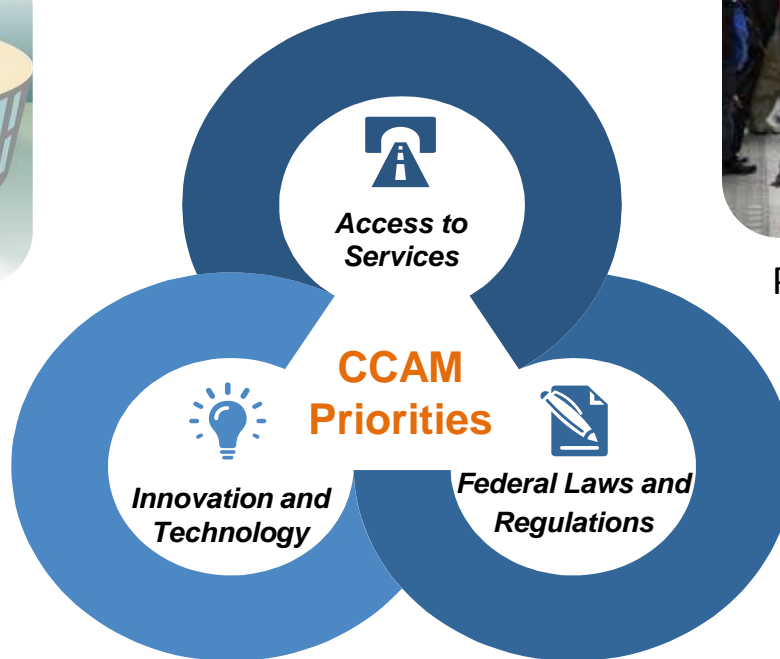 Access to
Services
CCAM
Priorities
Innovation and
Technology
Federal Laws and
Regulations